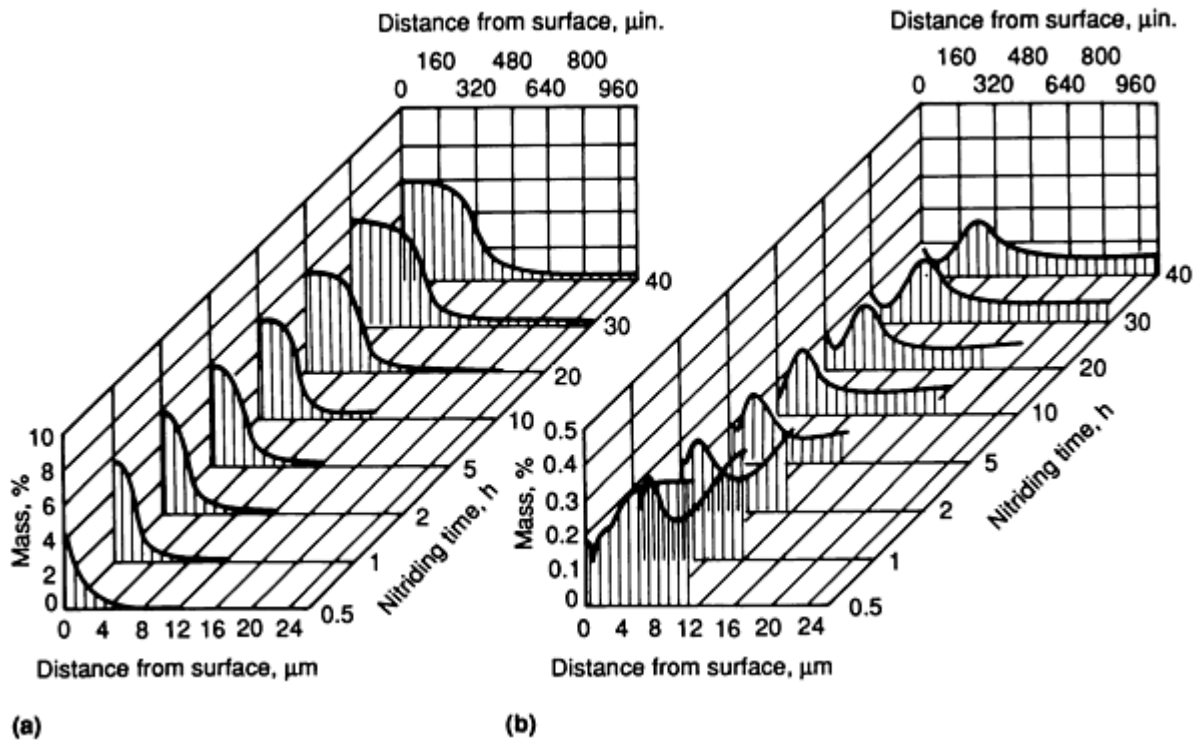 Distance from surface, μin.
160 480 800
0 320 640 960
10
8
6
4
2
0
Mass, %
0 4 8 12 16 20 24
Distance from surface, μm
0.5
1
2
5
10
20
30
40
Nitriding time, h
(a)
Distance from surface, μin.
160 480 800
0 320 640 960
0.5
0.4
0.3
0.2
0.1
0
Mass, %
0 4 8 12 16 20 24
Distance from surface, μm
0.5
1
2
5
10
20
30
40
Nitriding time, h
(b)